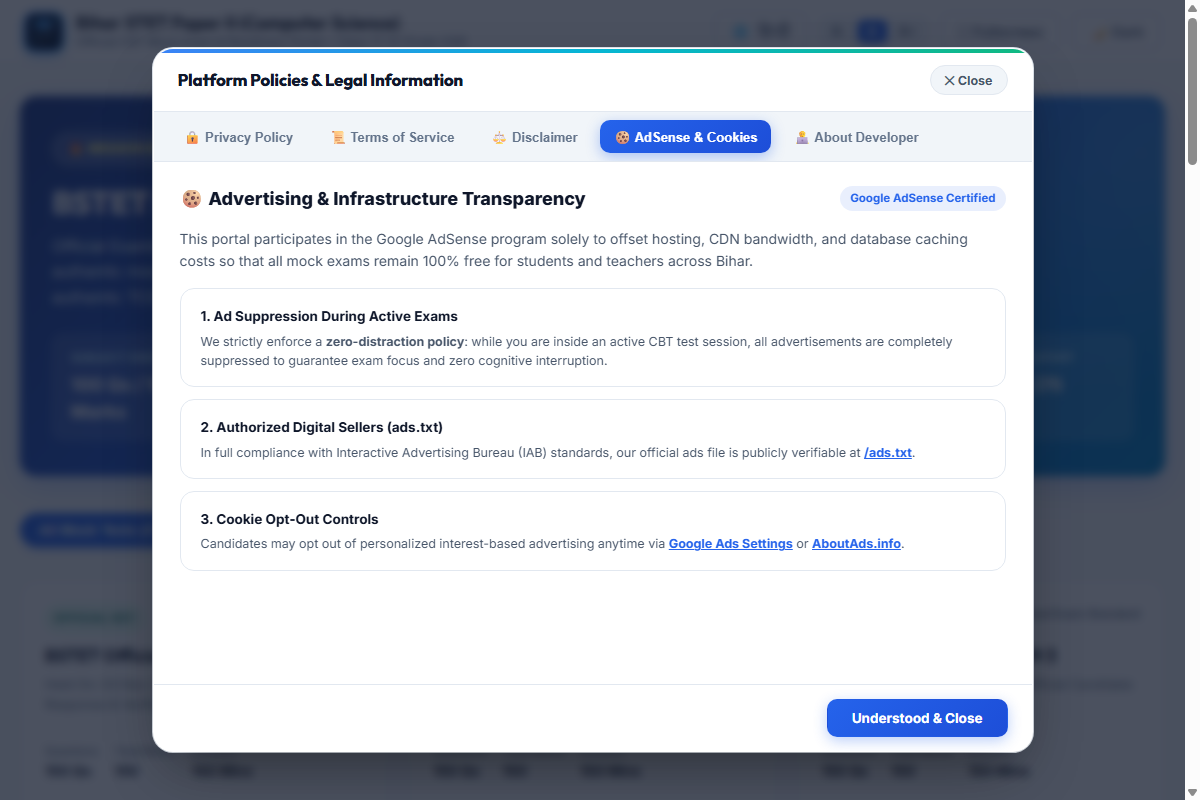 Platform Policies & Legal Information
✕ Close
🔒 Privacy Policy
📜 Terms of Service
⚖️ Disclaimer
🍪 AdSense & Cookies
👨‍💻 About Developer
🍪 Advertising & Infrastructure Transparency
Google AdSense Certified
This portal participates in the Google AdSense program solely to offset hosting, CDN bandwidth, and database caching
costs so that all mock exams remain 100% free for students and teachers across Bihar.
1. Ad Suppression During Active Exams
We strictly enforce a zero-distraction policy: while you are inside an active CBT test session, all advertisements are completely
suppressed to guarantee exam focus and zero cognitive interruption.
2. Authorized Digital Sellers (ads.txt)
In full compliance with Interactive Advertising Bureau (IAB) standards, our official ads file is publicly verifiable at /ads.txt.
3. Cookie Opt-Out Controls
Candidates may opt out of personalized interest-based advertising anytime via Google Ads Settings or AboutAds.info.
Understood & Close